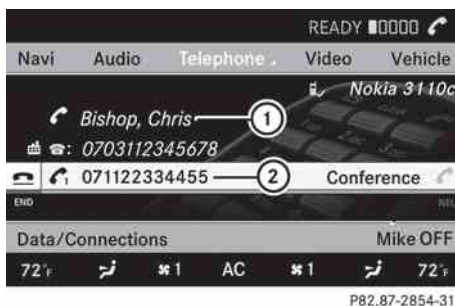 READY
Navi Audio Telephone Video Vehicle
Nokia 3110c
Bishop, Chris 1
: 0703112345678
1 071122334455 2 Conference
END
Data/Connections Mike OFF
72°F 1 AC 1 72°F
P82.87-2854-31